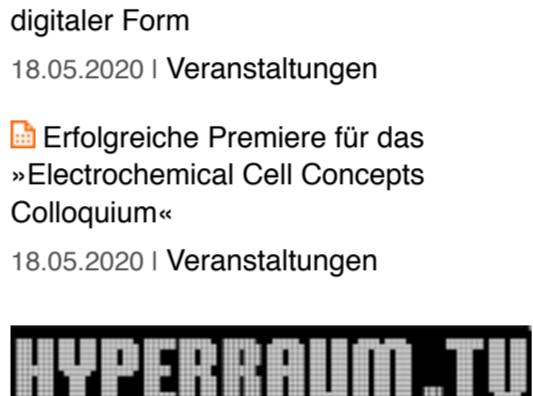 digitaler Form
18.05.2020 | Veranstaltungen
Erfolgreiche Premiere für das
»Electrochemical Cell Concepts
Colloquium«
18.05.2020 | Veranstaltungen
HYPERRAUM.TV